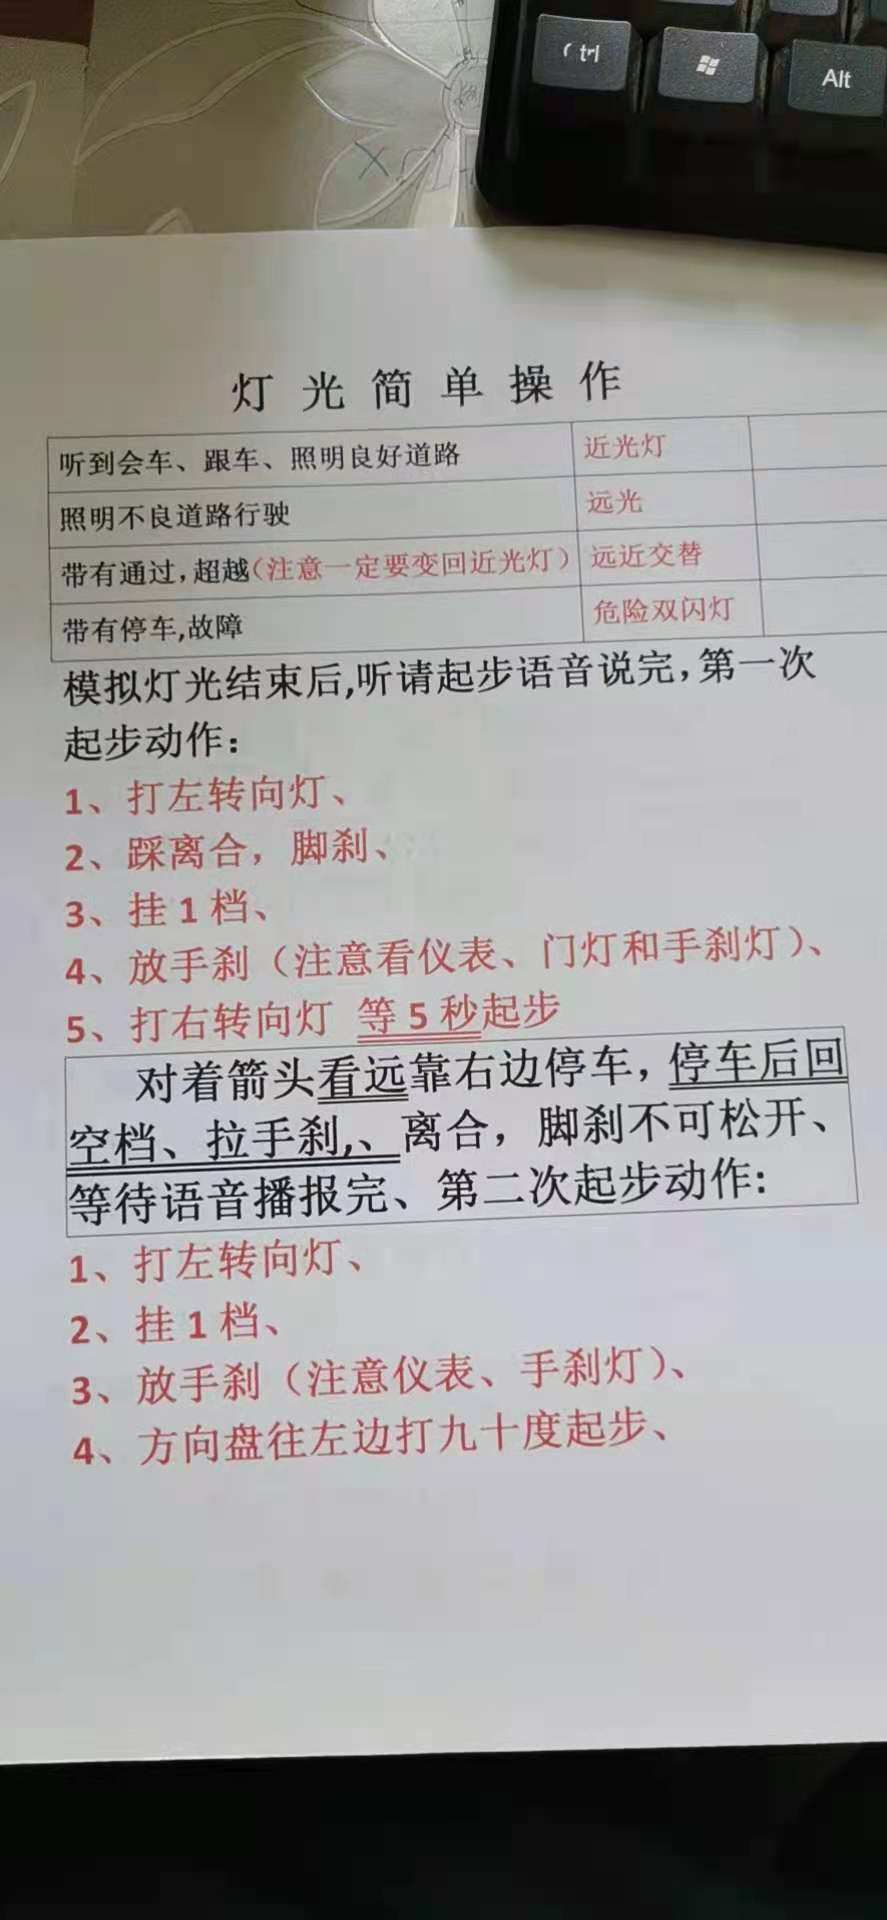 Ctrl
Alt
灯光简单操作
听到会车、跟车、照明良好道路 近光灯
照明不良道路行驶 远光
带有通过,超越(注意一定要变回近光灯) 远近交替
带有停车,故障 危险双闪灯
模拟灯光结束后,听请起步语音说完,第一次
起步动作:
1、打左转向灯、
2、踩离合，脚刹、
3、挂1档、
4、放手刹（注意看仪表、门灯和手刹灯）、
5、打右转向灯 等5秒起步
对着箭头看远靠右边停车，停车后回
空档、拉手刹,、离合，脚刹不可松开、
等待语音播报完、第二次起步动作:
1、打左转向灯、
2、挂1档、
3、放手刹（注意仪表、手刹灯）、
4、方向盘往左边打九十度起步、